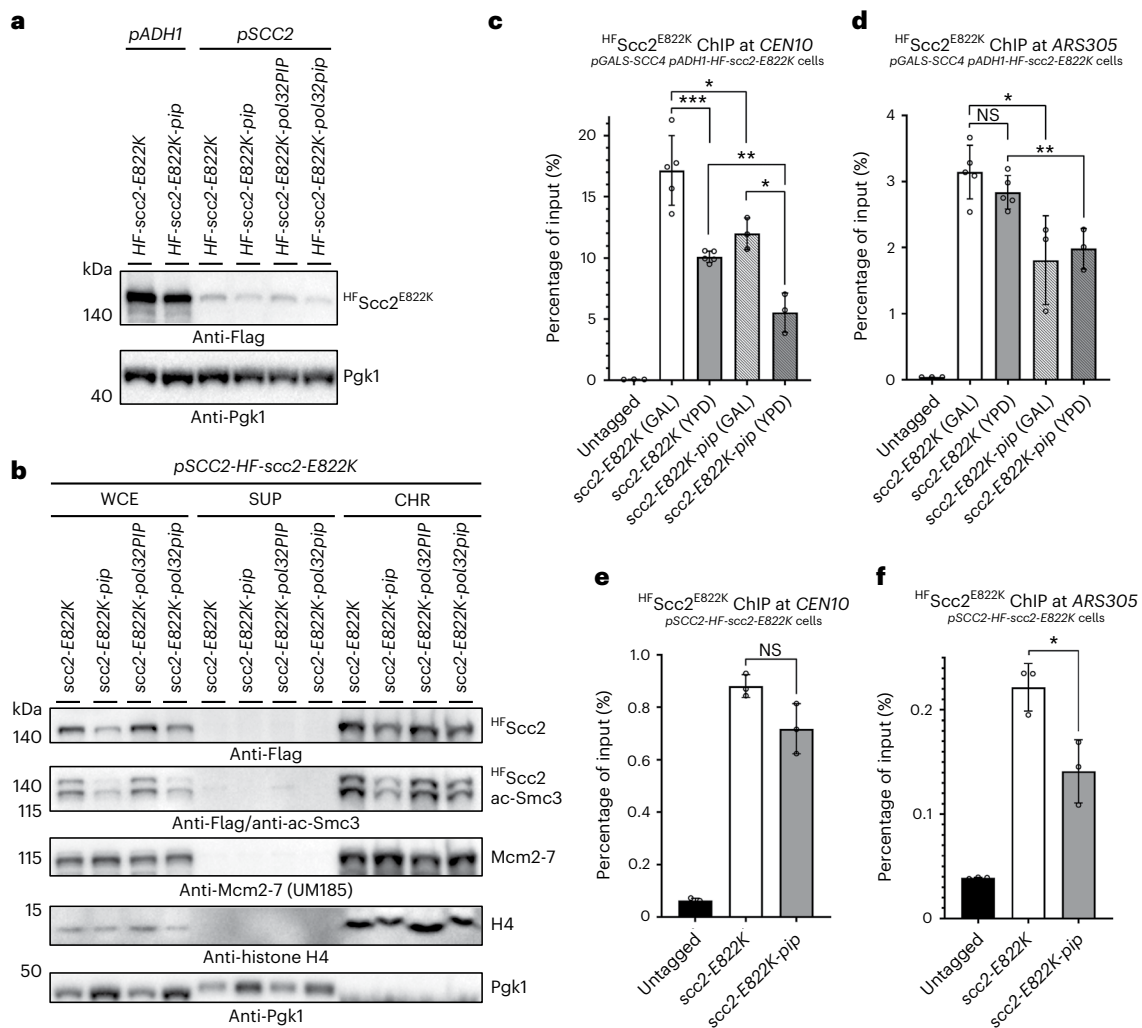 a
pADH1 pSCC2
HF-scc2-E822K
HF-scc2-E822K-pip
HF-scc2-E822K
HF-scc2-E822K-pip
HF-scc2-E822K-pol32PIP
HF-scc2-E822K-pol32pip
kDa
140
HFScc2E822K
Anti-Flag
40
Pgk1
Anti-Pgk1
b
pSCC2-HF-scc2-E822K
WCE SUP CHR
scc2-E822K
scc2-E822K-pip
scc2-E822K-pol32PIP
scc2-E822K-pol32pip
scc2-E822K
scc2-E822K-pip
scc2-E822K-pol32PIP
scc2-E822K-pol32pip
scc2-E822K
scc2-E822K-pip
scc2-E822K-pol32PIP
scc2-E822K-pol32pip
kDa
140
HFScc2
Anti-Flag
140
115
HFScc2
ac-Smc3
Anti-Flag/anti-ac-Smc3
115
Mcm2-7
Anti-Mcm2-7 (UM185)
15
H4
Anti-histone H4
50
Pgk1
Anti-Pgk1
c
HFScc2E822K ChIP at CEN10
pGALS-SCC4 pADH1-HF-scc2-E822K cells
Percentage of input (%)
20
15
10
5
0
*
***
**
*
Untagged
scc2-E822K (GAL)
scc2-E822K (YPD)
scc2-E822K-pip (GAL)
scc2-E822K-pip (YPD)
d
HFScc2E822K ChIP at ARS305
pGALS-SCC4 pADH1-HF-scc2-E822K cells
Percentage of input (%)
4
3
2
1
0
*
NS
**
Untagged
scc2-E822K (GAL)
scc2-E822K (YPD)
scc2-E822K-pip (GAL)
scc2-E822K-pip (YPD)
e
HFScc2E822K ChIP at CEN10
pSCC2-HF-scc2-E822K cells
Percentage of input (%)
1.0
0.8
0.6
0.4
0.2
0
NS
Untagged
scc2-E822K
scc2-E822K-pip
f
HFScc2E822K ChIP at ARS305
pSCC2-HF-scc2-E822K cells
Percentage of input (%)
0.2
0.1
0
*
Untagged
scc2-E822K
scc2-E822K-pip